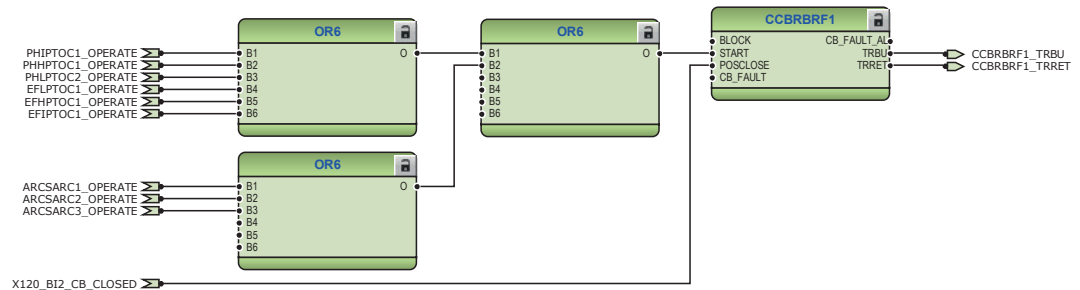 OR6
PHIPTOC1_OPERATE
PHHPTOC1_OPERATE
PHLPTOC2_OPERATE
EFLPTOC1_OPERATE
EFHPTOC1_OPERATE
EFIPTOC1_OPERATE
B1
B2
B3
B4
B5
B6
O
OR6
B1
B2
B3
B4
B5
B6
O
CCBRBRF1
BLOCK
START
POSCLOSE
CB_FAULT
CB_FAULT_AL
TRBU
TRRET
CCBRBRF1_TRBU
CCBRBRF1_TRRET
OR6
ARCSARC1_OPERATE
ARCSARC2_OPERATE
ARCSARC3_OPERATE
B1
B2
B3
B4
B5
B6
O
X120_BI2_CB_CLOSED